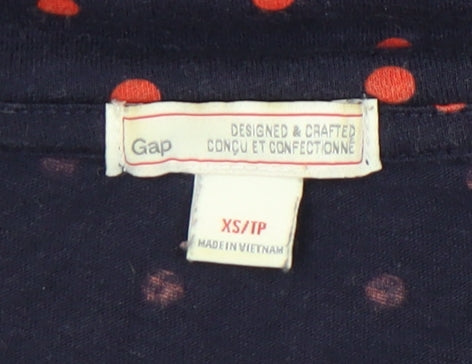 Gap
DESIGNED & CRAFTED
CONÇU ET CONFECTIONNÉ
XS/TP
MADE IN VIETNAM